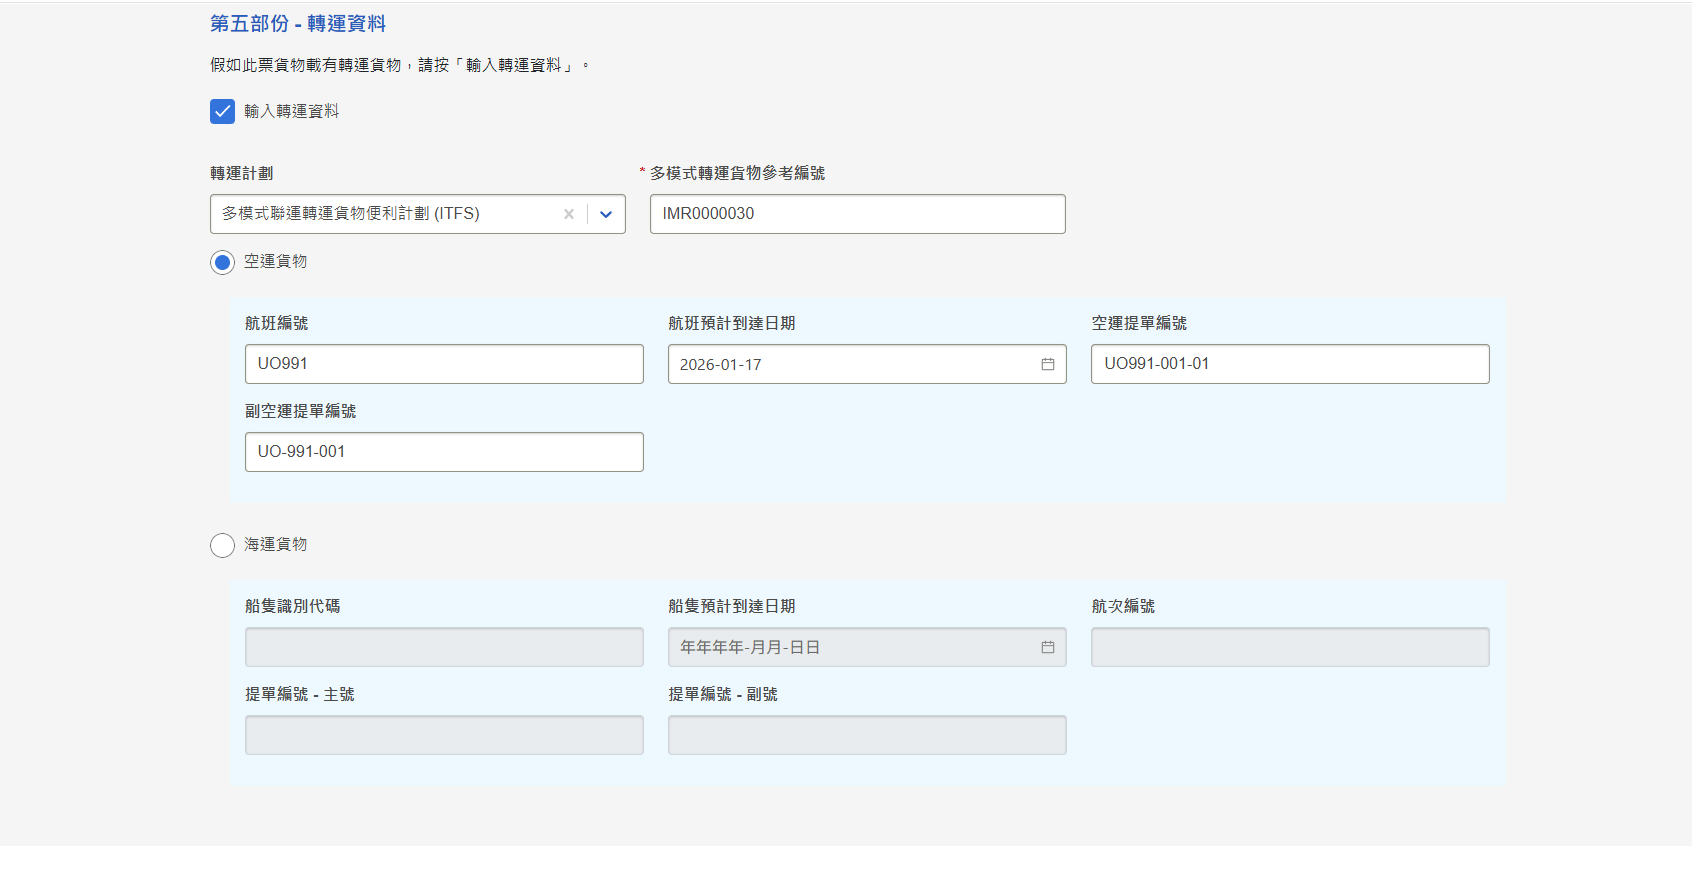 第五部份 - 轉運資料
假如此票貨物載有轉運貨物，請按「輸入轉運資料」。
輸入轉運資料
轉運計劃
* 多模式轉運貨物參考編號
多模式聯運轉運貨物便利計劃 (ITFS)
IMR0000030
空運貨物
航班編號
航班預計到達日期
空運提單編號
UO991
2026-01-17
UO991-001-01
副空運提單編號
UO-991-001
海運貨物
船隻識別代碼
船隻預計到達日期
航次編號
年年年年-月月-日日
提單編號 - 主號
提單編號 - 副號